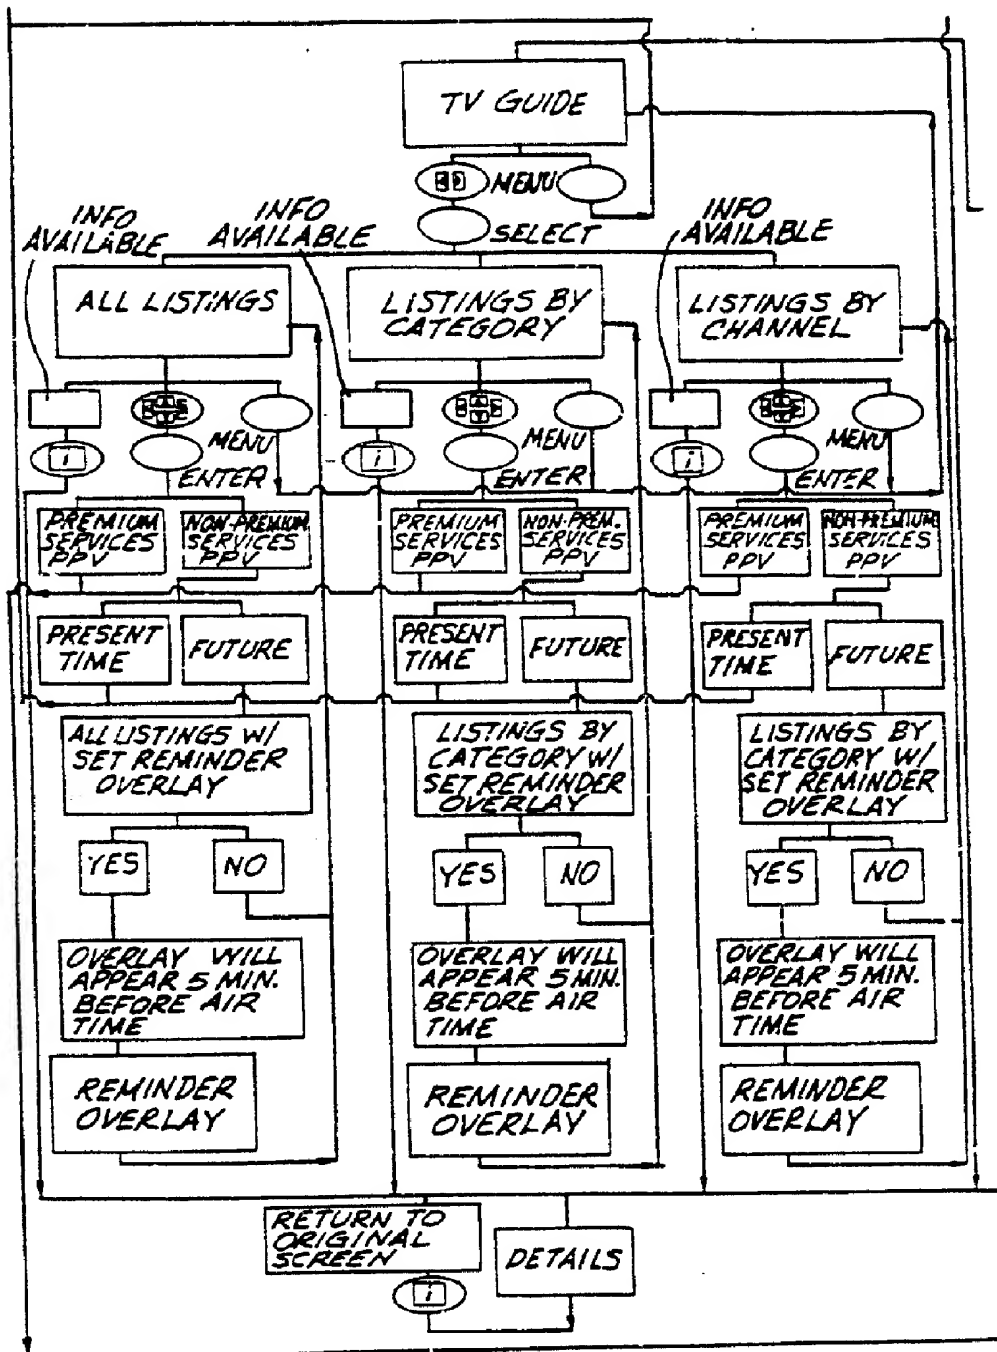 TV GUIDE
MENU
SELECT
INFO
AVAILABLE
INFO
AVAILABLE
INFO
AVAILABLE
ALL LISTINGS
LISTINGS BY
CATEGORY
LISTINGS BY
CHANNEL
i
MENU
ENTER
i
MENU
ENTER
i
MENU
ENTER
PREMIUM
SERVICES
PPV
NON-PREMIUM
SERVICES
PPV
PREMIUM
SERVICES
PPV
NON-PREM.
SERVICES
PPV
PREMIUM
SERVICES
PPV
NON-PREMIUM
SERVICES
PPV
PRESENT
TIME
FUTURE
PRESENT
TIME
FUTURE
PRESENT
TIME
FUTURE
ALL LISTINGS W/
SET REMINDER
OVERLAY
LISTINGS BY
CATEGORY W/
SET REMINDER
OVERLAY
LISTINGS BY
CATEGORY W/
SET REMINDER
OVERLAY
YES
NO
YES
NO
YES
NO
OVERLAY WILL
APPEAR 5 MIN.
BEFORE AIR
TIME
OVERLAY WILL
APPEAR 5 MIN.
BEFORE AIR
TIME
OVERLAY WILL
APPEAR 5 MIN.
BEFORE AIR
TIME
REMINDER
OVERLAY
REMINDER
OVERLAY
REMINDER
OVERLAY
RETURN TO
ORIGINAL
SCREEN
DETAILS
i